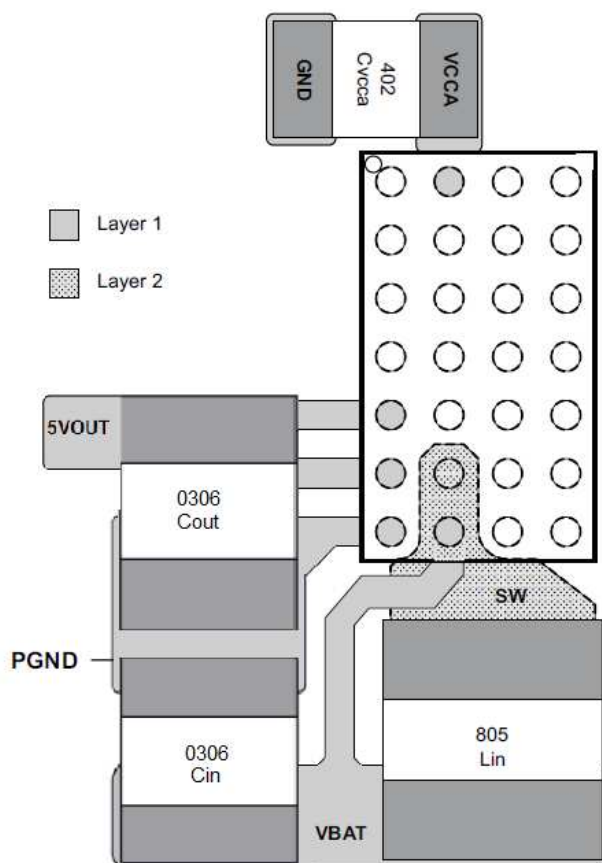 GND
402
Cvcca
VCCA
Layer 1
Layer 2
5VOUT
0306
Cout
SW
PGND
0306
Cin
805
Lin
VBAT